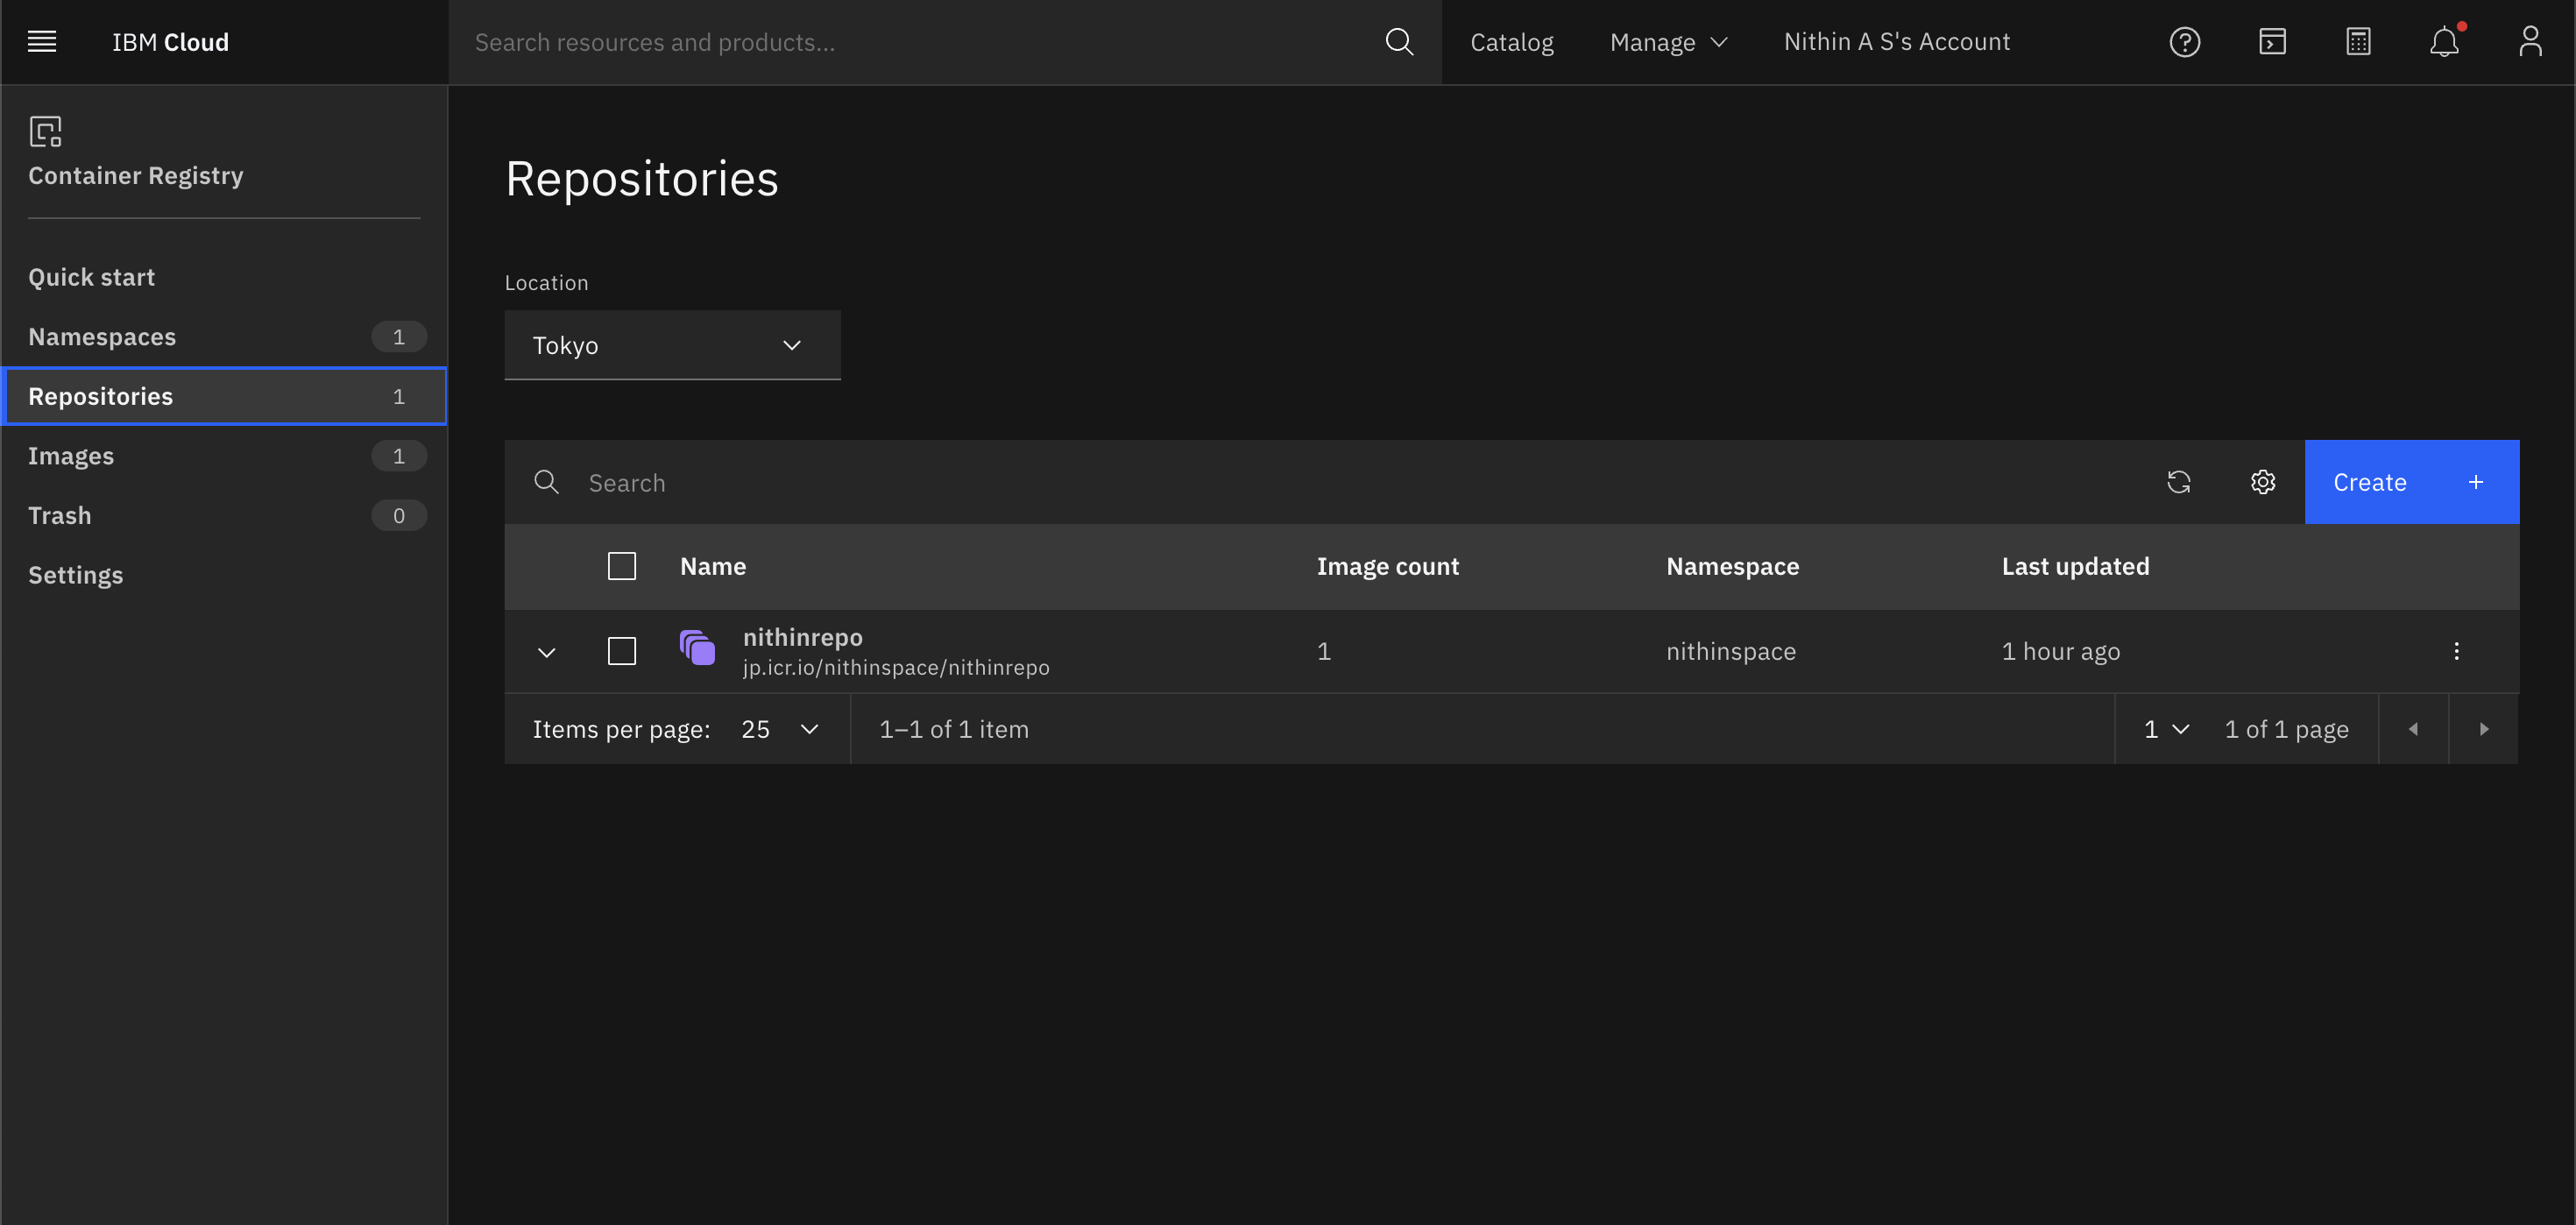 IBM Cloud
Search resources and products...
Catalog
Manage
Nithin A S's Account
Container Registry
Quick start
Namespaces 1
Repositories 1
Images 1
Trash 0
Settings
Repositories
Location
Tokyo
Search
Create +
Name Image count Namespace Last updated
nithinrepo
jp.icr.io/nithinspace/nithinrepo
1 nithinspace 1 hour ago
Items per page: 25 1–1 of 1 item 1 1 of 1 page